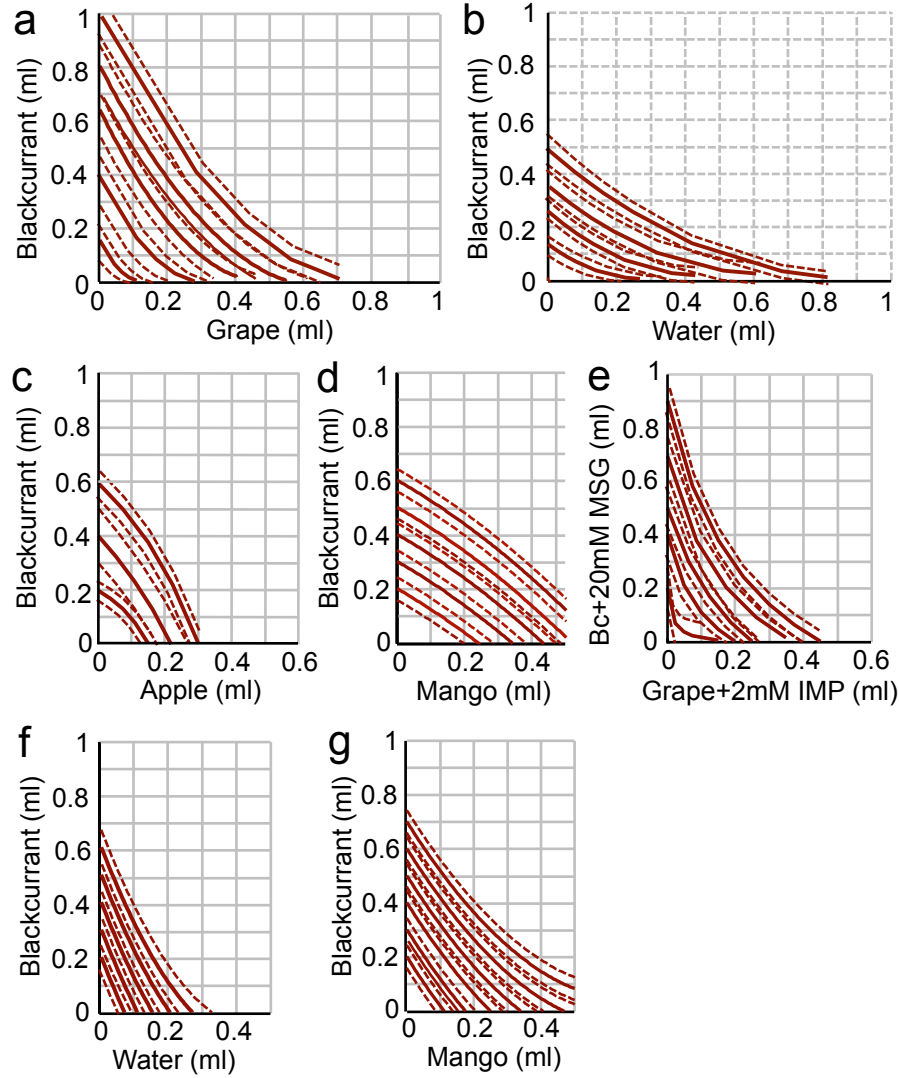 a
Blackcurrant (ml)
1
0.8
0.6
0.4
0.2
0
0 0.2 0.4 0.6 0.8 1
Grape (ml)
b
Blackcurrant (ml)
1
0.8
0.6
0.4
0.2
0
0 0.2 0.4 0.6 0.8 1
Water (ml)
c
Blackcurrant (ml)
1
0.8
0.6
0.4
0.2
0
0 0.2 0.4 0.6
Apple (ml)
d
Blackcurrant (ml)
1
0.8
0.6
0.4
0.2
0
0 0.2 0.4
Mango (ml)
e
Bc+20mM MSG (ml)
1
0.8
0.6
0.4
0.2
0
0 0.2 0.4 0.6
Grape+2mM IMP (ml)
f
Blackcurrant (ml)
1
0.8
0.6
0.4
0.2
0
0 0.2 0.4
Water (ml)
g
Blackcurrant (ml)
1
0.8
0.6
0.4
0.2
0
0 0.2 0.4
Mango (ml)